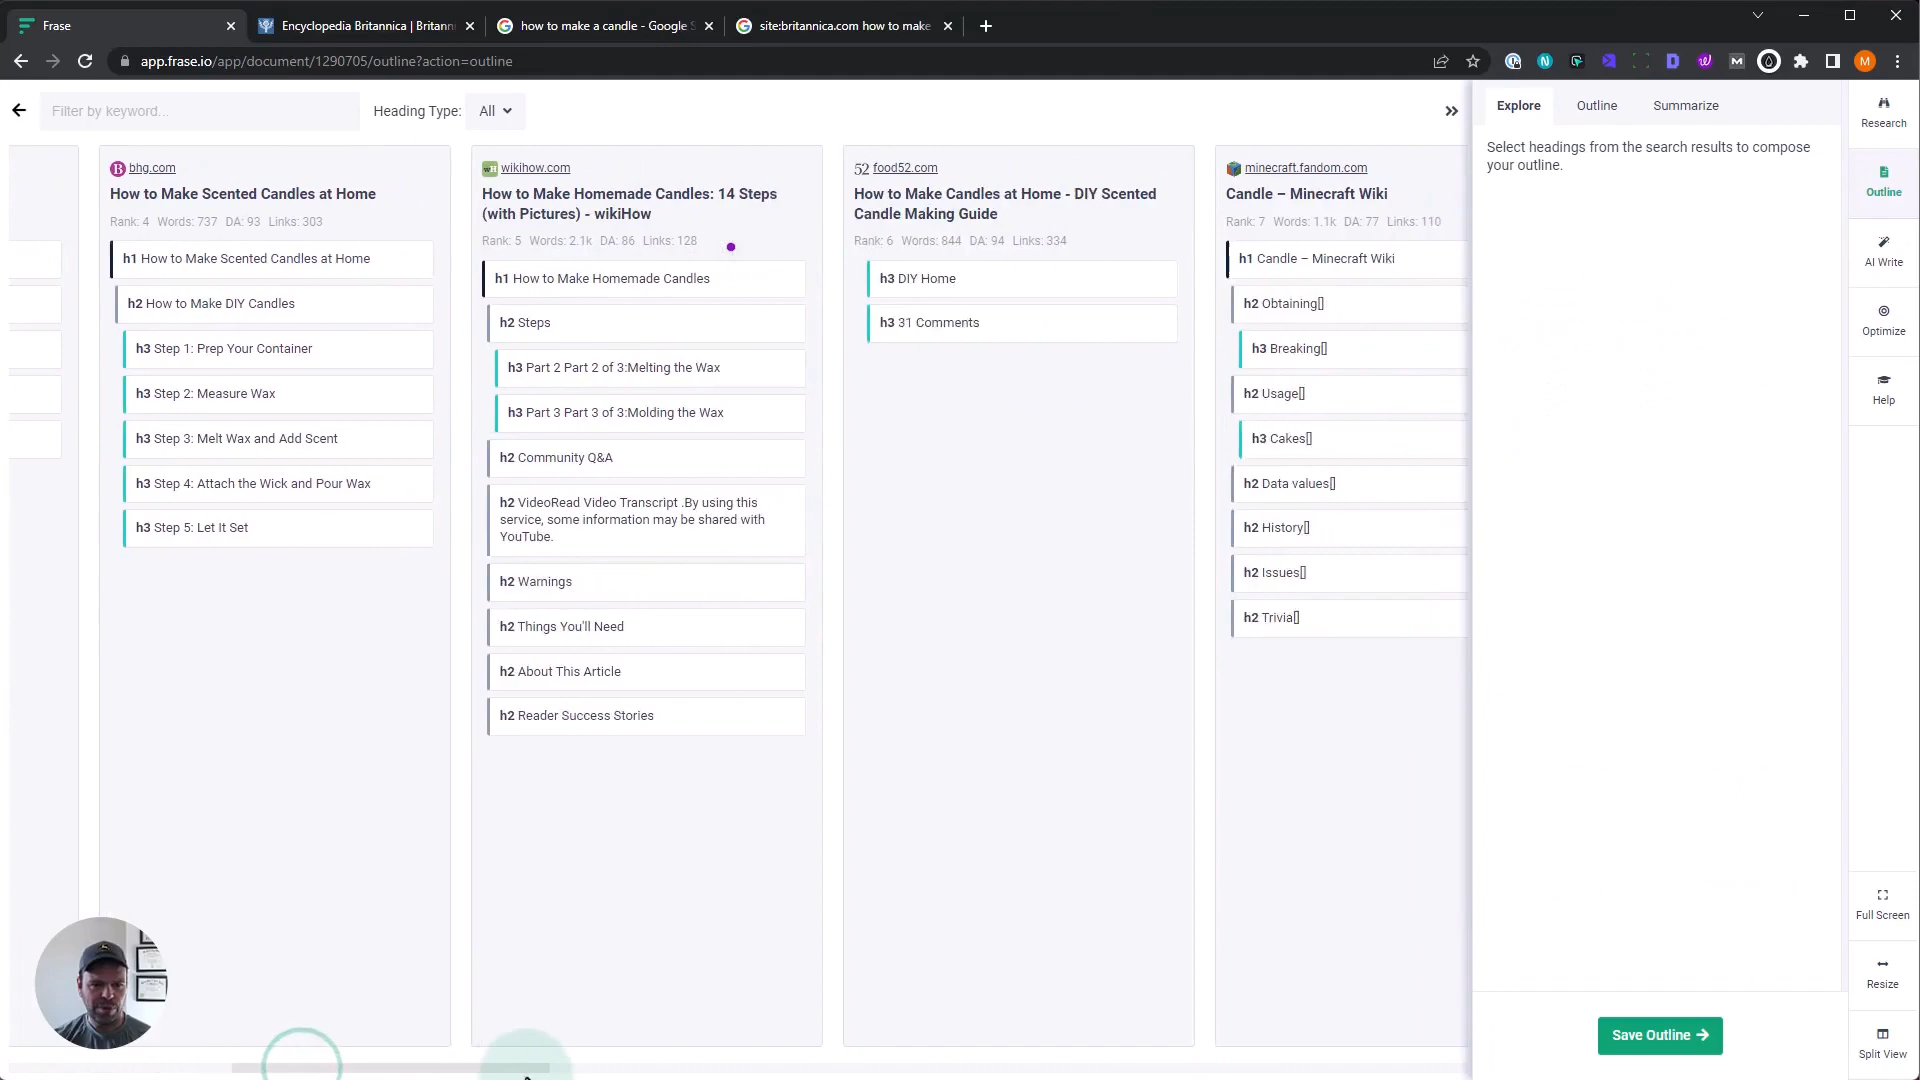 Frase
Encyclopedia Britannica | Britann
how to make a candle - Google S
site:britannica.com how to make
app.frase.io/app/document/1290705/outline?action=outline
M
Filter by keyword...
Heading Type:
All
Explore
Outline
Summarize
Select headings from the search results to compose
your outline.
Research
Outline
AI Write
Optimize
Help
Full Screen
Resize
Split View
Save Outline
bhg.com
How to Make Scented Candles at Home
Rank: 4 Words: 737 DA: 93 Links: 303
h1 How to Make Scented Candles at Home
h2 How to Make DIY Candles
h3 Step 1: Prep Your Container
h3 Step 2: Measure Wax
h3 Step 3: Melt Wax and Add Scent
h3 Step 4: Attach the Wick and Pour Wax
h3 Step 5: Let It Set
wikihow.com
How to Make Homemade Candles: 14 Steps
(with Pictures) - wikiHow
Rank: 5 Words: 2.1k DA: 86 Links: 128
h1 How to Make Homemade Candles
h2 Steps
h3 Part 2 Part 2 of 3:Melting the Wax
h3 Part 3 Part 3 of 3:Molding the Wax
h2 Community Q&A
h2 VideoRead Video Transcript .By using this
service, some information may be shared with
YouTube.
h2 Warnings
h2 Things You'll Need
h2 About This Article
h2 Reader Success Stories
52 food52.com
How to Make Candles at Home - DIY Scented
Candle Making Guide
Rank: 6 Words: 844 DA: 94 Links: 334
h3 DIY Home
h3 31 Comments
minecraft.fandom.com
Candle – Minecraft Wiki
Rank: 7 Words: 1.1k DA: 77 Links: 110
h1 Candle – Minecraft Wiki
h2 Obtaining[]
h3 Breaking[]
h2 Usage[]
h3 Cakes[]
h2 Data values[]
h2 History[]
h2 Issues[]
h2 Trivia[]